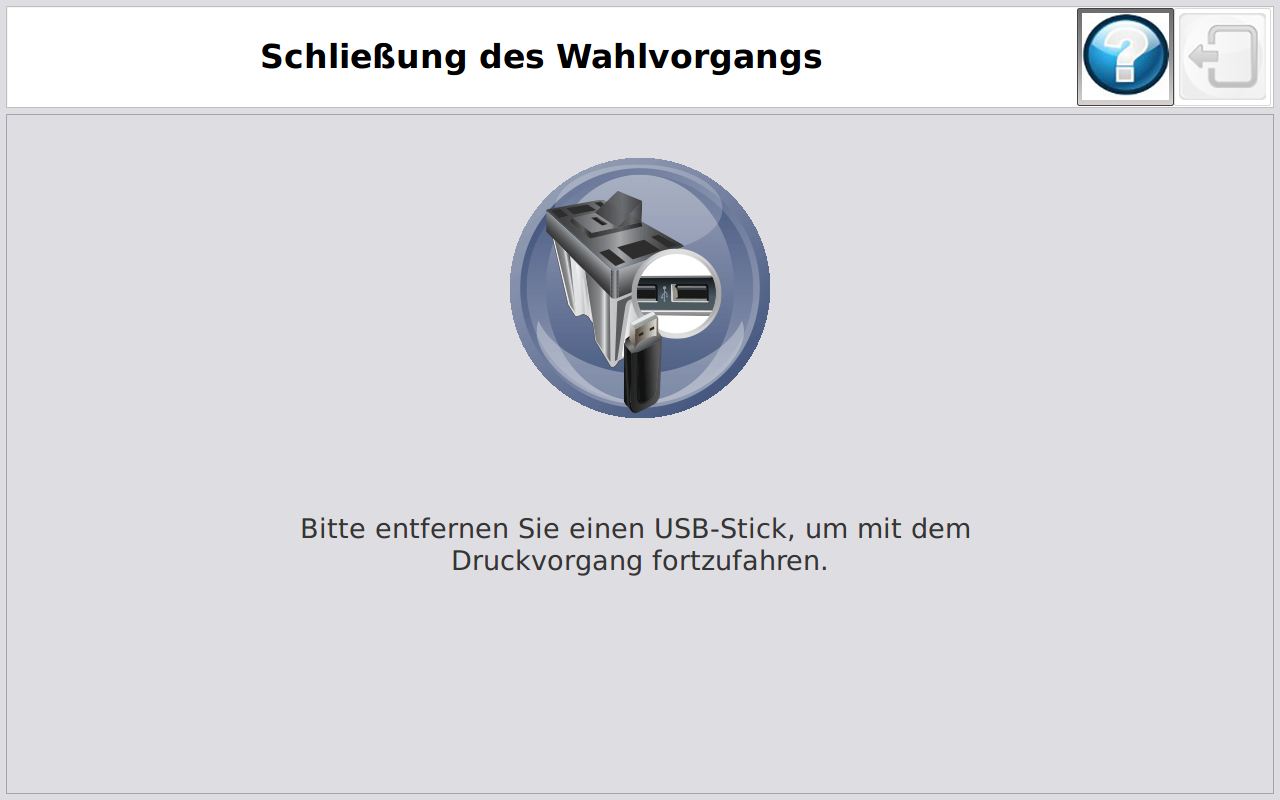 Schließung des Wahlvorgangs
Bitte entfernen Sie einen USB-Stick, um mit dem
Druckvorgang fortzufahren.